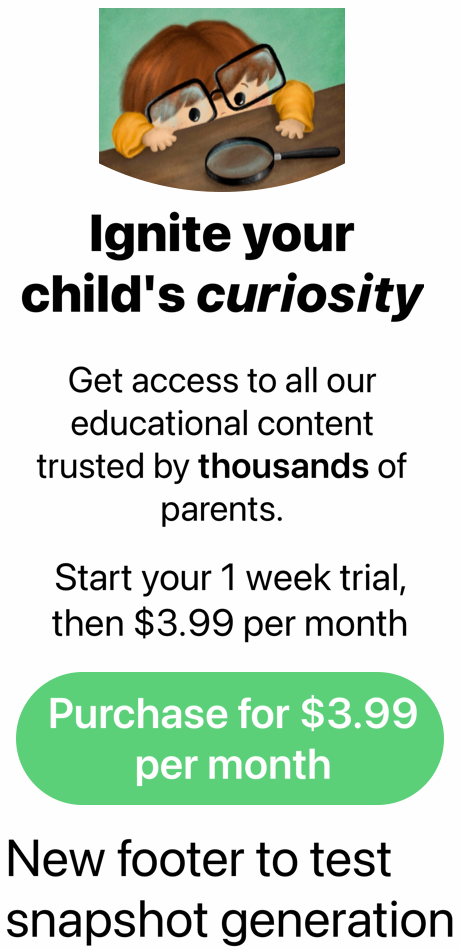 Ignite your
child's curiosity
Get access to all our
educational content
trusted by thousands of
parents.
Start your 1 week trial,
then $3.99 per month
Purchase for $3.99
per month
New footer to test
snapshot generation